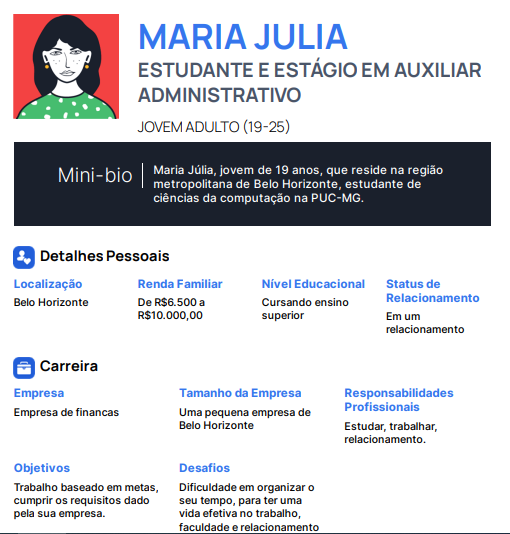 MARIA JULIA
ESTUDANTE E ESTÁGIO EM AUXILIAR
ADMINISTRATIVO
JOVEM ADULTO (19-25)
Mini-bio
Maria Júlia, jovem de 19 anos, que reside na região
metropolitana de Belo Horizonte, estudante de
ciências da computação na PUC-MG.
Detalhes Pessoais
Localização
Belo Horizonte
Renda Familiar
De R$6.500 a
R$10.000,00
Nível Educacional
Cursando ensino
superior
Status de
Relacionamento
Em um
relacionamento
Carreira
Empresa
Empresa de financas
Tamanho da Empresa
Uma pequena empresa de
Belo Horizonte
Responsabilidades
Profissionais
Estudar, trabalhar,
relacionamento.
Objetivos
Trabalho baseado em metas,
cumprir os requisitos dado
pela sua empresa.
Desafios
Dificuldade em organizar o
seu tempo, para ter uma
vida efetiva no trabalho,
faculdade e relacionamento